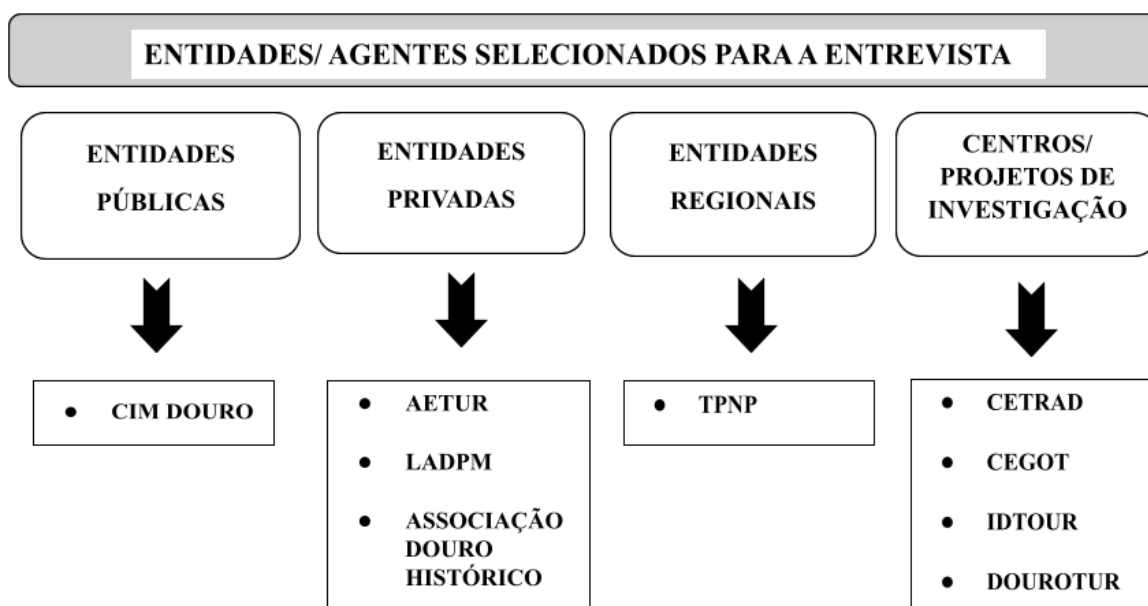 ENTIDADES/ AGENTES SELECIONADOS PARA A ENTREVISTA
ENTIDADES
PÚBLICAS
ENTIDADES
PRIVADAS
ENTIDADES
REGIONAIS
CENTROS/
PROJETOS DE
INVESTIGAÇÃO
• CIM DOURO
• AETUR
• LADPM
• ASSOCIAÇÃO
DOURO
HISTÓRICO
• TPNP
• CETRAD
• CEGOT
• IDTOUR
• DOUROTUR